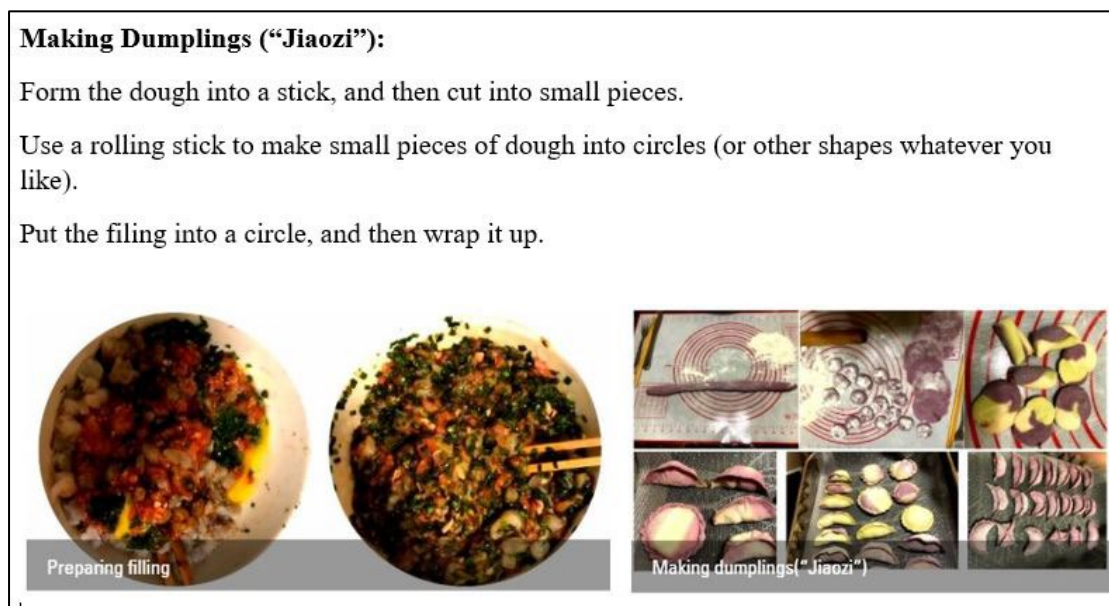 Making Dumplings (“Jiaozi”):
Form the dough into a stick, and then cut into small pieces.
Use a rolling stick to make small pieces of dough into circles (or other shapes whatever you
like).
Put the filing into a circle, and then wrap it up.
Preparing filling
Making dumplings(“Jiaozi”)